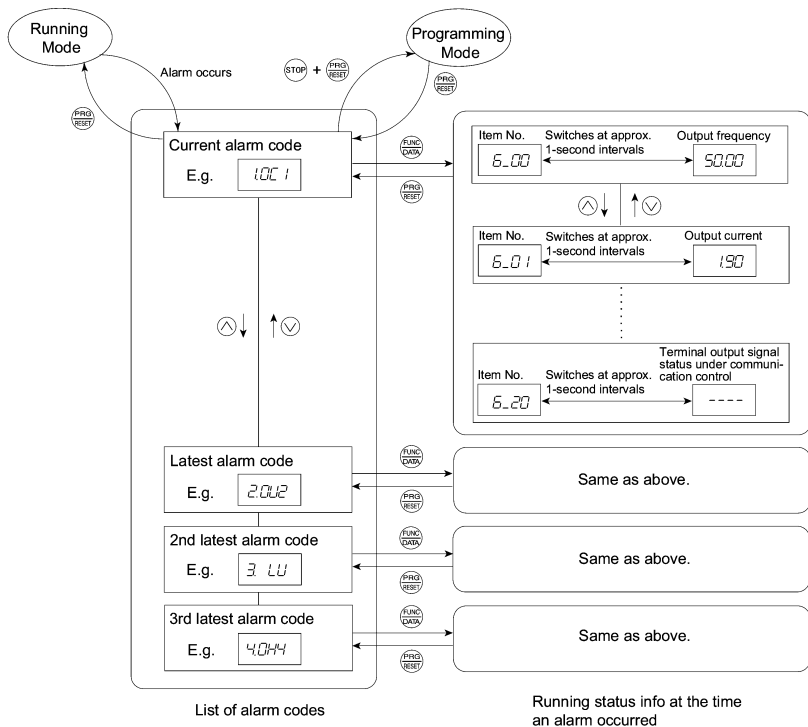 Running
Mode
Programming
Mode
Alarm occurs
STOP + PRG
RESET
PRG
RESET
PRG
RESET
Current alarm code
E.g. 1.0C1
FUNC
DATA
PRG
RESET
Item No. Switches at approx. Output frequency
1-second intervals
6_00 50.00
Item No. Switches at approx. Output current
1-second intervals
6_01 1.90
Terminal output signal
status under communi-
cation control
Item No. Switches at approx.
1-second intervals
6_20 ----
Latest alarm code
E.g. 2.0U2
FUNC
DATA
PRG
RESET
Same as above.
2nd latest alarm code
E.g. 3. LU
FUNC
DATA
PRG
RESET
Same as above.
3rd latest alarm code
E.g. 4.0H4
FUNC
DATA
PRG
RESET
Same as above.
List of alarm codes
Running status info at the time
an alarm occurred